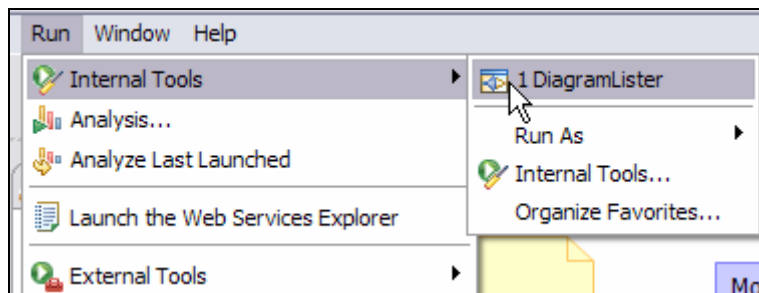 Run Window Help
Internal Tools
Analysis...
Analyze Last Launched
Launch the Web Services Explorer
External Tools
1 DiagramLister
Run As
Internal Tools...
Organize Favorites...